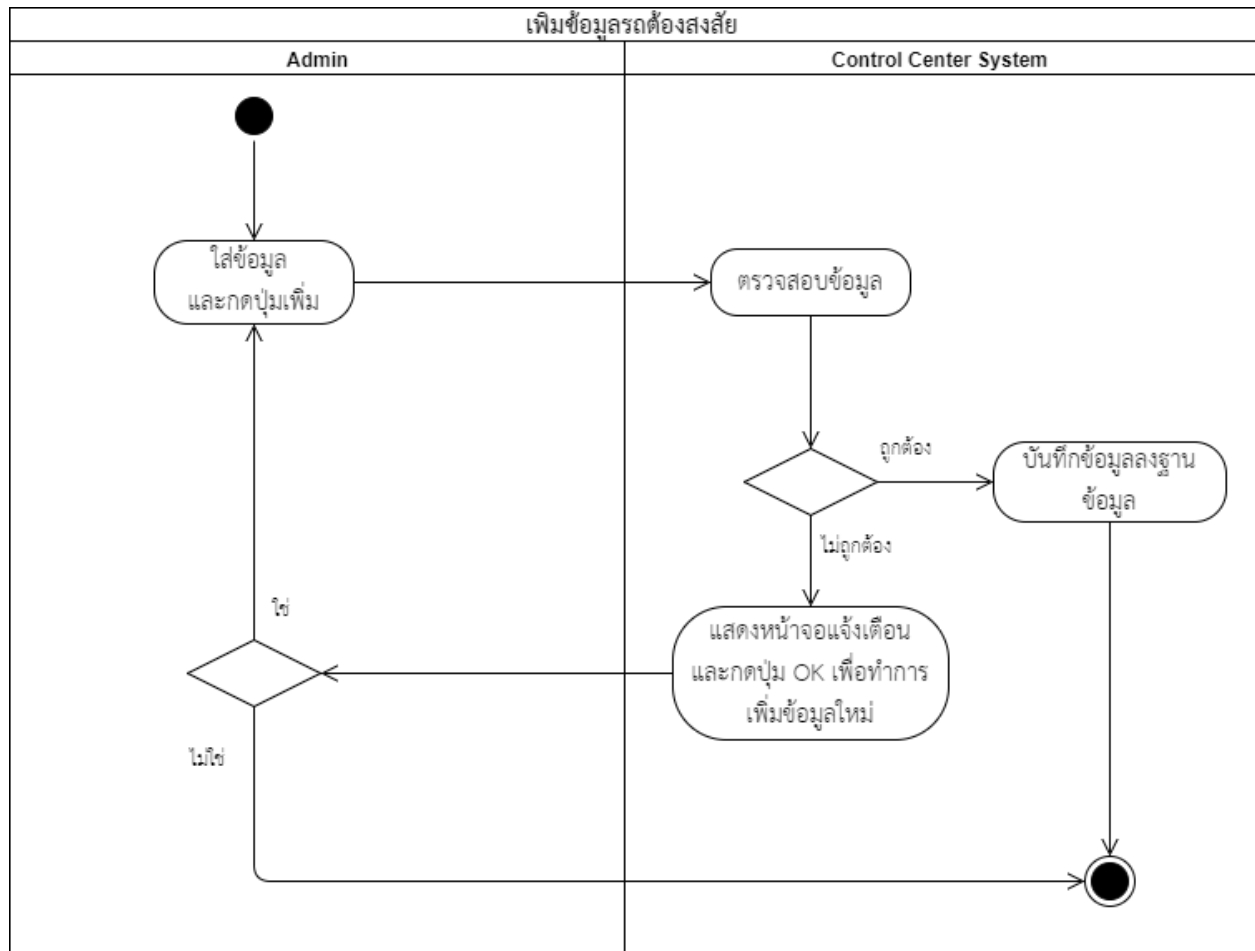 เพิ่มข้อมูลรถต้องสงสัย
Admin
Control Center System
ใส่ข้อมูล
และกดปุ่มเพิ่ม
ตรวจสอบข้อมูล
ถูกต้อง
บันทึกข้อมูลลงฐาน
ข้อมูล
ไม่ถูกต้อง
แสดงหน้าจอแจ้งเตือน
และกดปุ่ม OK เพื่อทำการ
เพิ่มข้อมูลใหม่
ใช่
ไม่ใช่